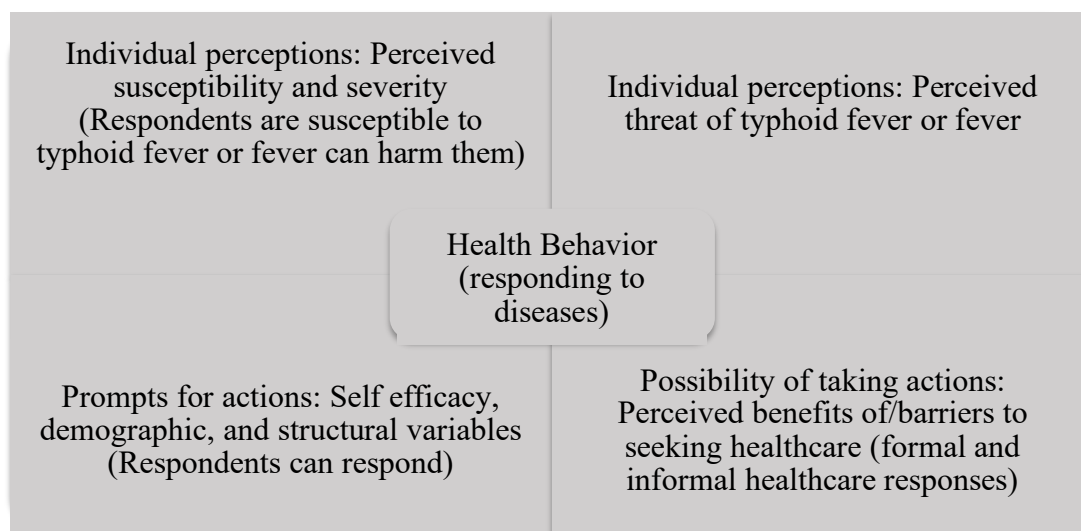 Individual perceptions: Perceived
susceptibility and severity
(Respondents are susceptible to
typhoid fever or fever can harm them)
Individual perceptions: Perceived
threat of typhoid fever or fever
Health Behavior
(responding to
diseases)
Prompts for actions: Self efficacy,
demographic, and structural variables
(Respondents can respond)
Possibility of taking actions:
Perceived benefits of/barriers to
seeking healthcare (formal and
informal healthcare responses)